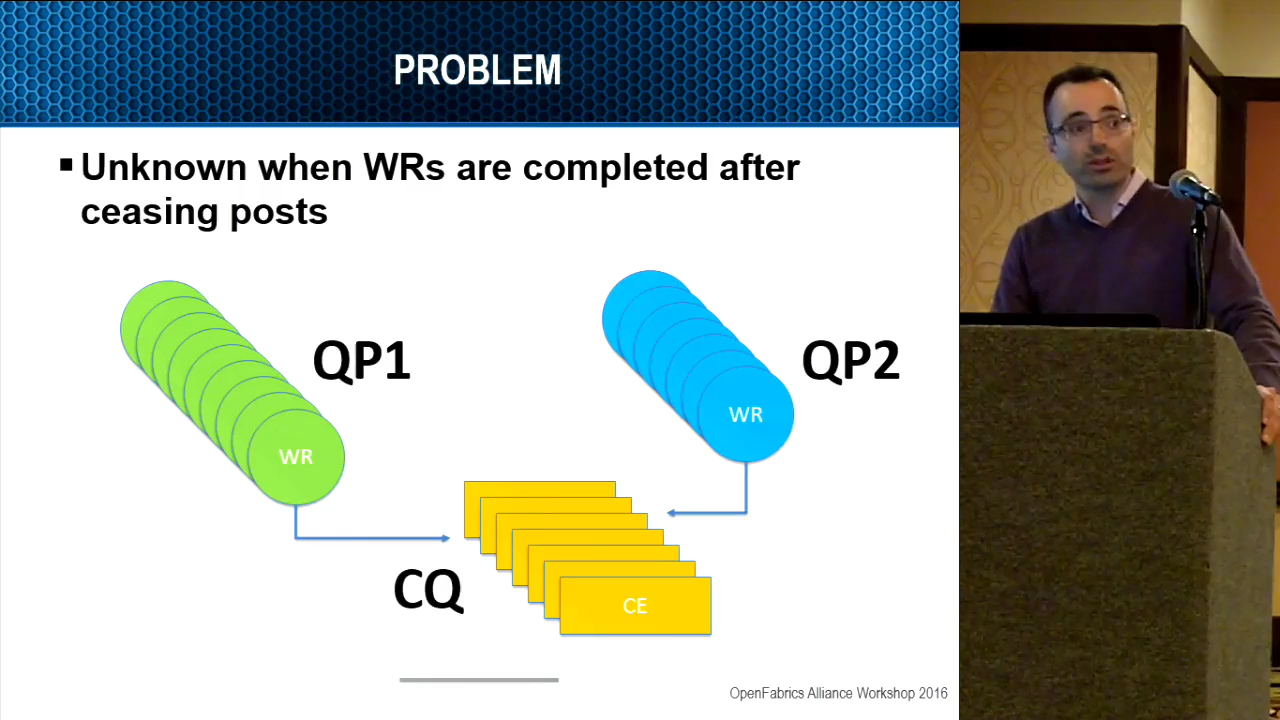 PROBLEM
Unknown when WRs are completed after
ceasing posts
QP1
QP2
WR
WR
CQ
CE
OpenFabrics Alliance Workshop 2016